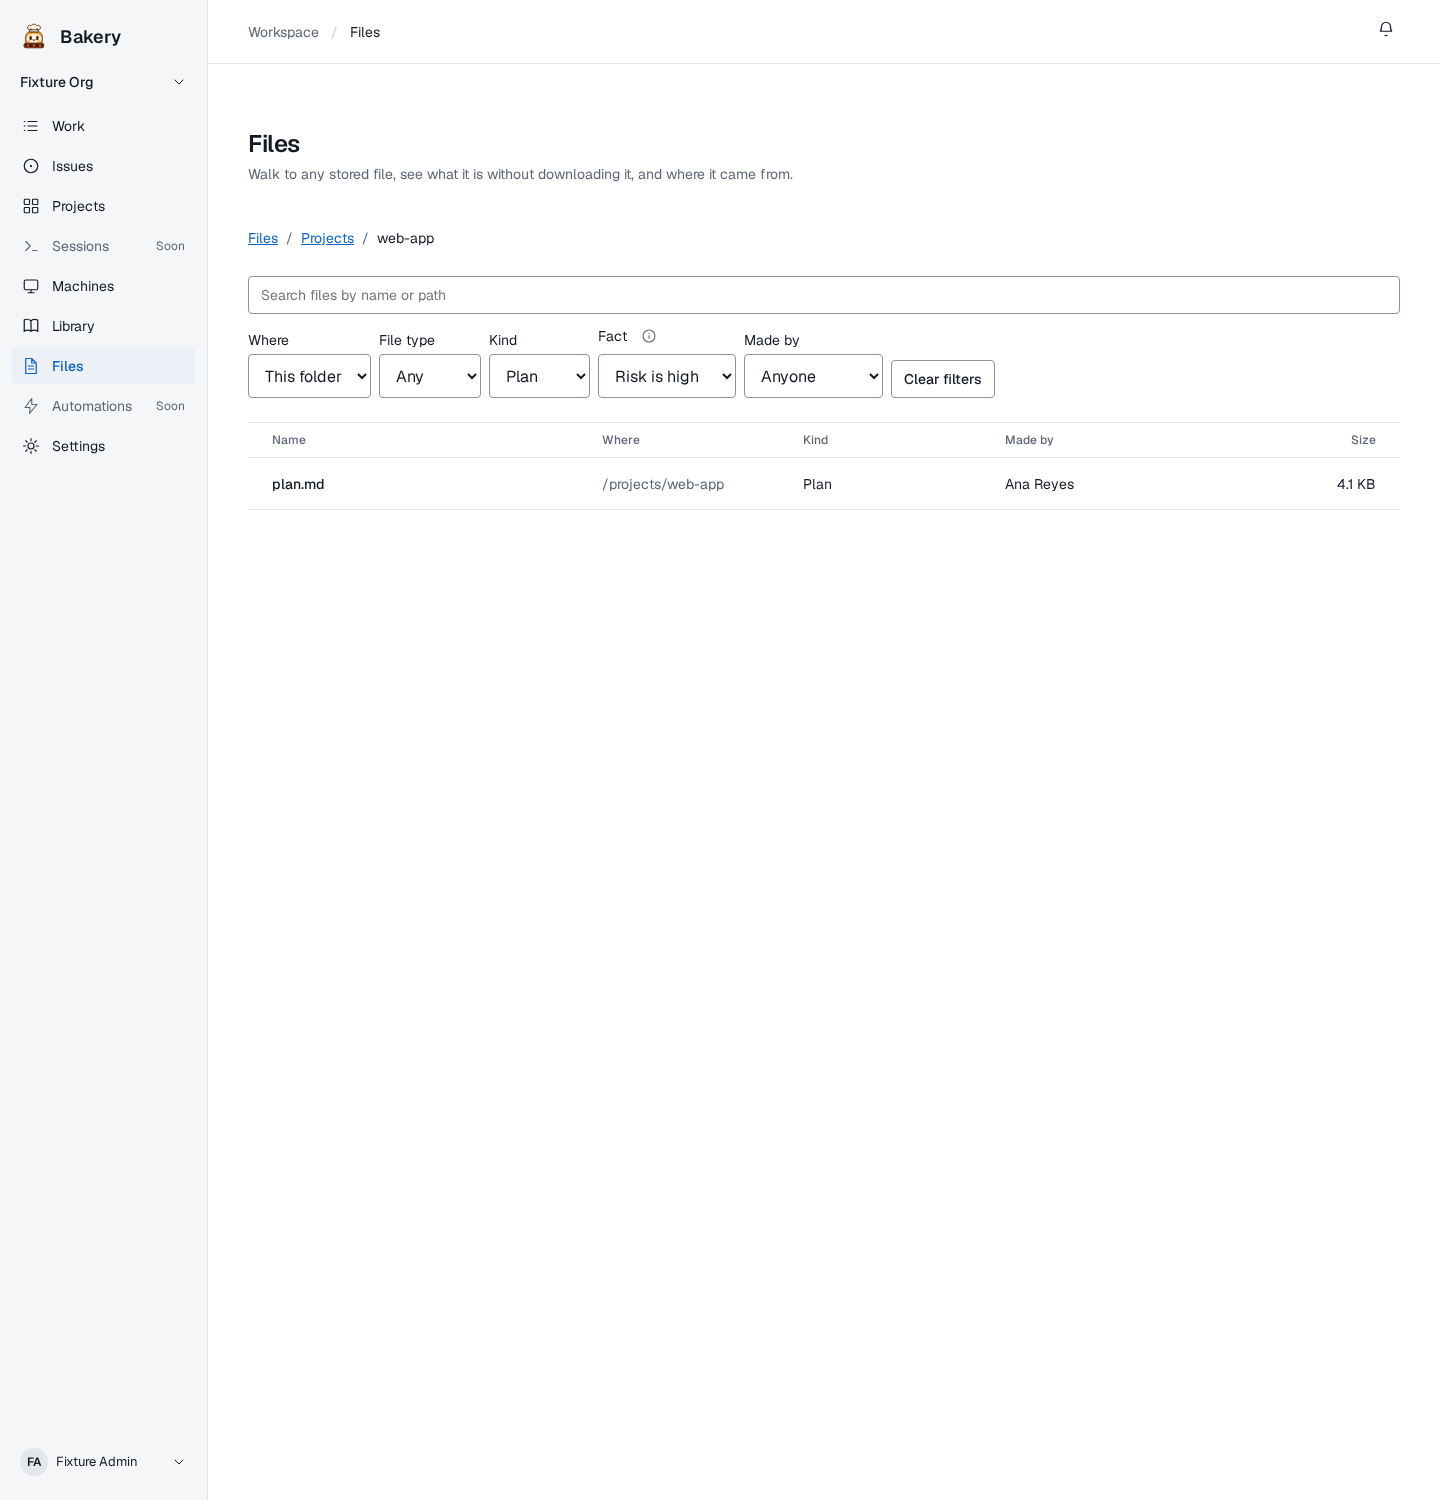 Bakery
Fixture Org
Work
Issues
Projects
Sessions Soon
Machines
Library
Files
Automations Soon
Settings
FA Fixture Admin
Workspace / Files
Files
Walk to any stored file, see what it is without downloading it, and where it came from.
Files / Projects / web-app
Search files by name or path
Where File type Kind Fact Made by
This folder Any Plan Risk is high Anyone Clear filters
Name Where Kind Made by Size
plan.md /projects/web-app Plan Ana Reyes 4.1 KB